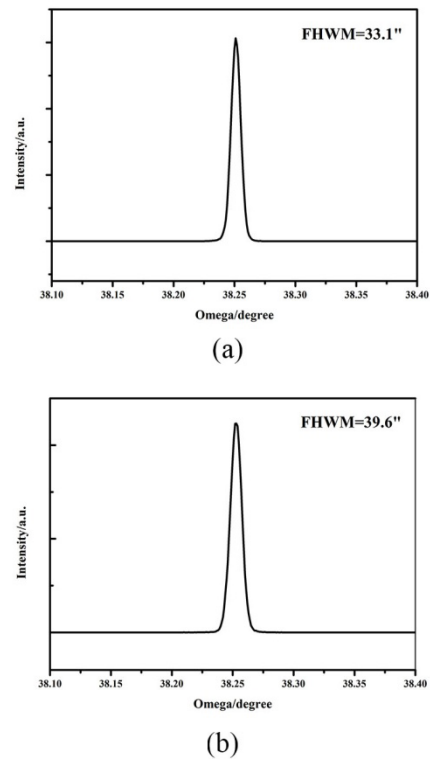 FHWM=33.1"
Intensity/a.u.
38.10 38.15 38.20 38.25 38.30 38.35 38.40
Omega/degree
(a)
FHWM=39.6"
Intensity/a.u.
38.10 38.15 38.20 38.25 38.30 38.35 38.40
Omega/degree
(b)